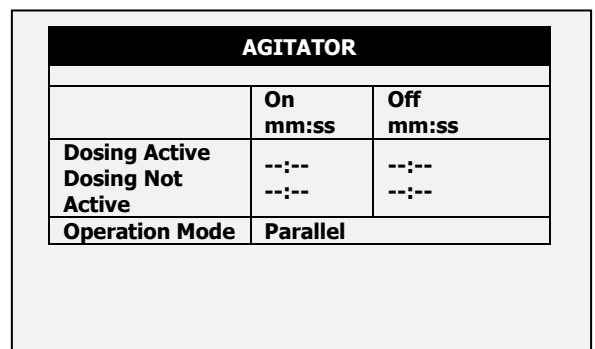 AGITATOR
On Off
mm:ss mm:ss
Dosing Active --:-- --:--
Dosing Not
Active --:-- --:--
Operation Mode Parallel